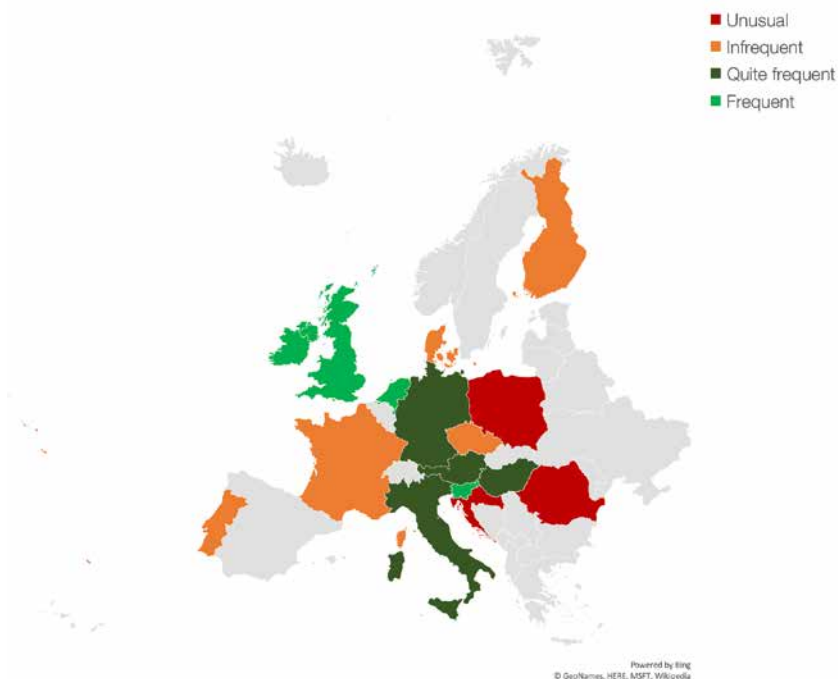 Unusual
Infrequent
Quite frequent
Frequent
Powered by Bing
© GeoNames, HERE, MSFT, Wikipedia